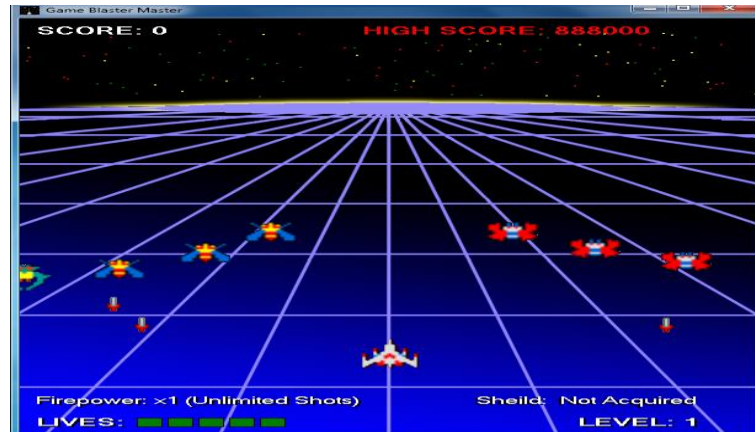 Game Blaster Master
SCORE: 0 HIGH SCORE: 888000
Firepower: x1 (Unlimited Shots) Sheild: Not Acquired
LIVES: LEVEL: 1